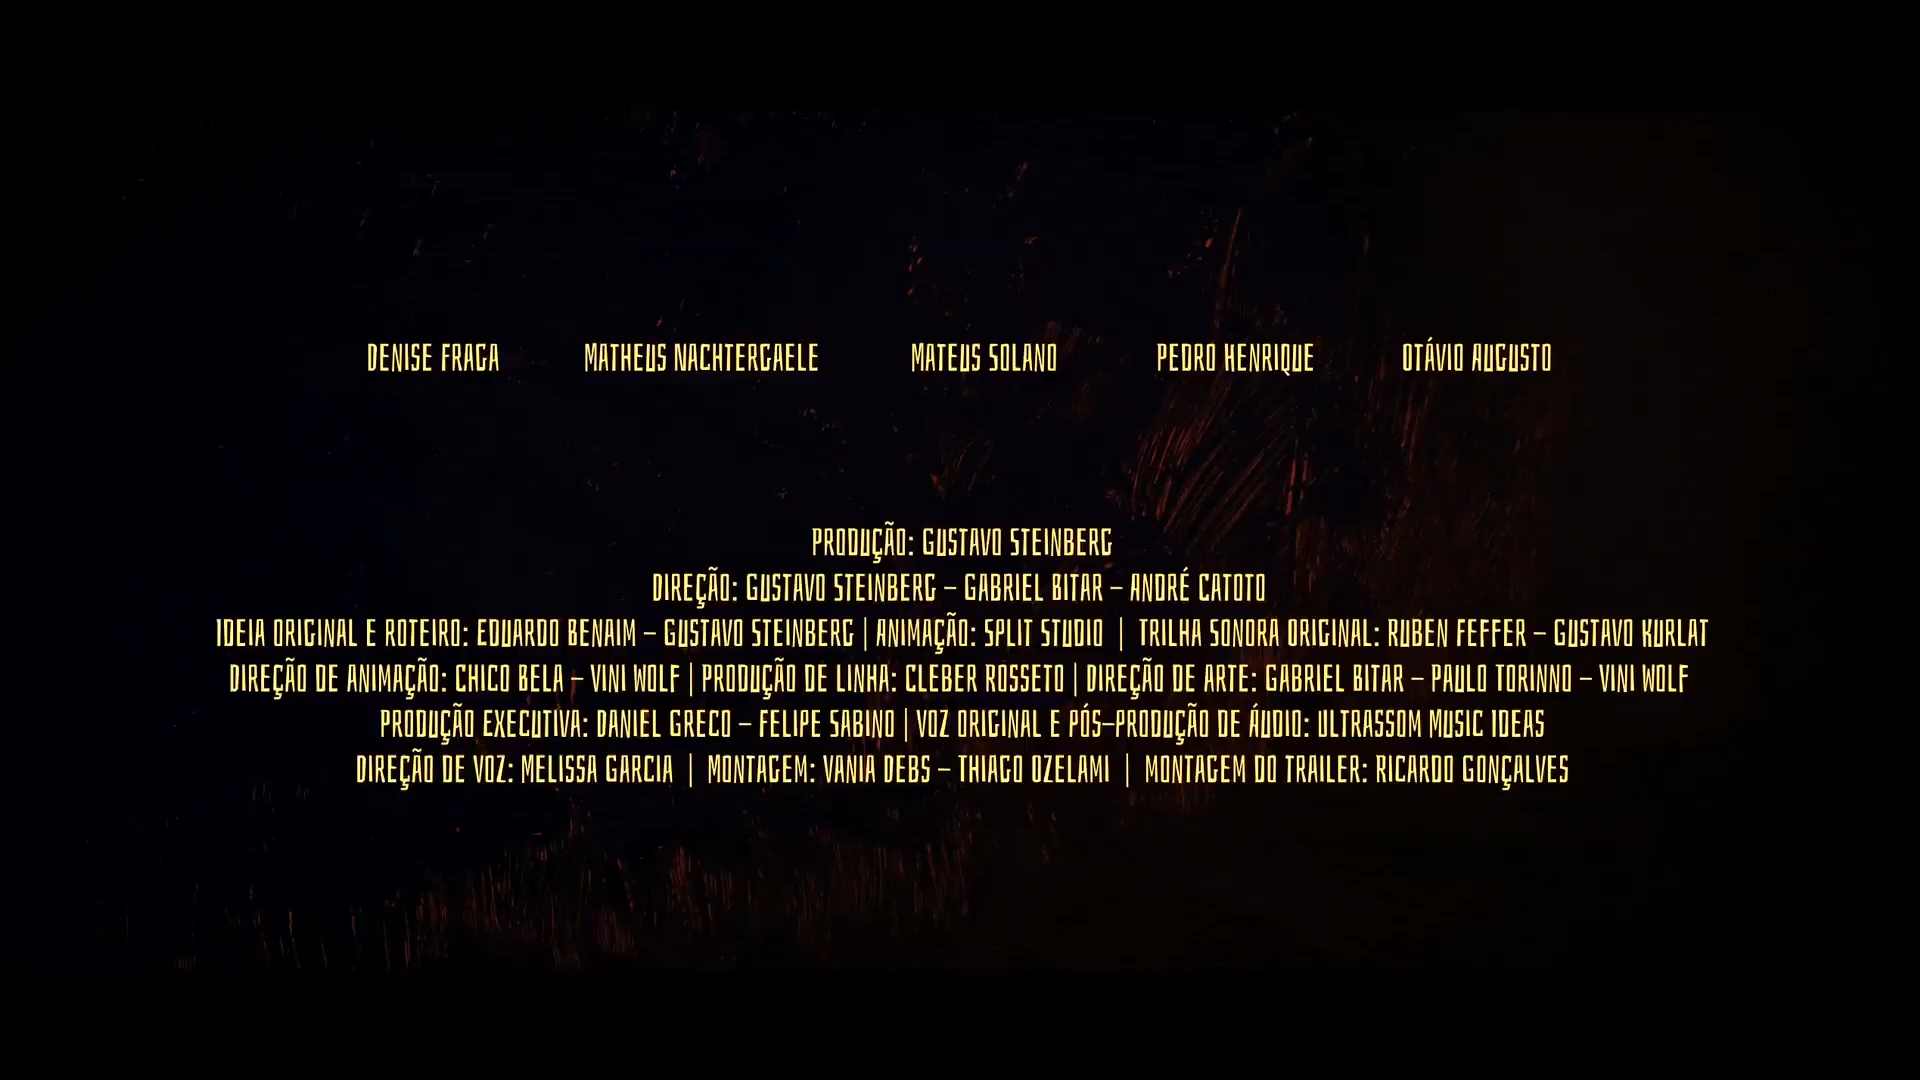 DENISE FRAGA MATHEUS NACHTERGAELE MATEUS SOLANO PEDRO HENRIQUE OTÁVIO AUGUSTO
PRODUÇÃO: GUSTAVO STEINBERG
DIREÇÃO: GUSTAVO STEINBERG – GABRIEL BITAR – ANDRÉ CATOTO
IDEIA ORIGINAL E ROTEIRO: EDUARDO BENAIM – GUSTAVO STEINBERG | ANIMAÇÃO: SPLIT STUDIO | TRILHA SONORA ORIGINAL: RUBEN FEFFER – GUSTAVO KURLAT
DIREÇÃO DE ANIMAÇÃO: CHICO BELA – VINI WOLF | PRODUÇÃO DE LINHA: CLEBER ROSSETO | DIREÇÃO DE ARTE: GABRIEL BITAR – PAULO TORINNO – VINI WOLF
PRODUÇÃO EXECUTIVA: DANIEL GRECO – FELIPE SABINO | VOZ ORIGINAL E PÓS–PRODUÇÃO DE ÁUDIO: ULTRASSOM MUSIC IDEAS
DIREÇÃO DE VOZ: MELISSA GARCIA | MONTAGEM: VANIA DEBS – THIAGO OZELAMI | MONTAGEM DO TRAILER: RICARDO GONÇALVES